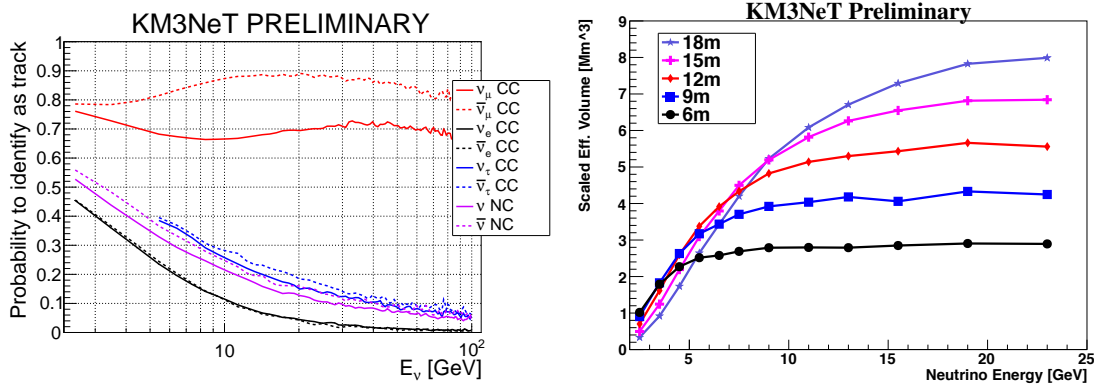 KM3NeT PRELIMINARY
Probability to identify as track
1
0.9
0.8
0.7
0.6
0.5
0.4
0.3
0.2
0.1
0
10
10²
E_ν [GeV]
ν_μ CC
ν̄_μ CC
ν_e CC
ν̄_e CC
ν_τ CC
ν̄_τ CC
ν NC
ν̄ NC
KM3NeT Preliminary
Scaled Eff. Volume [Mm^3]
9
8
7
6
5
4
3
2
1
0
18m
15m
12m
9m
6m
5
10
15
20
25
Neutrino Energy [GeV]